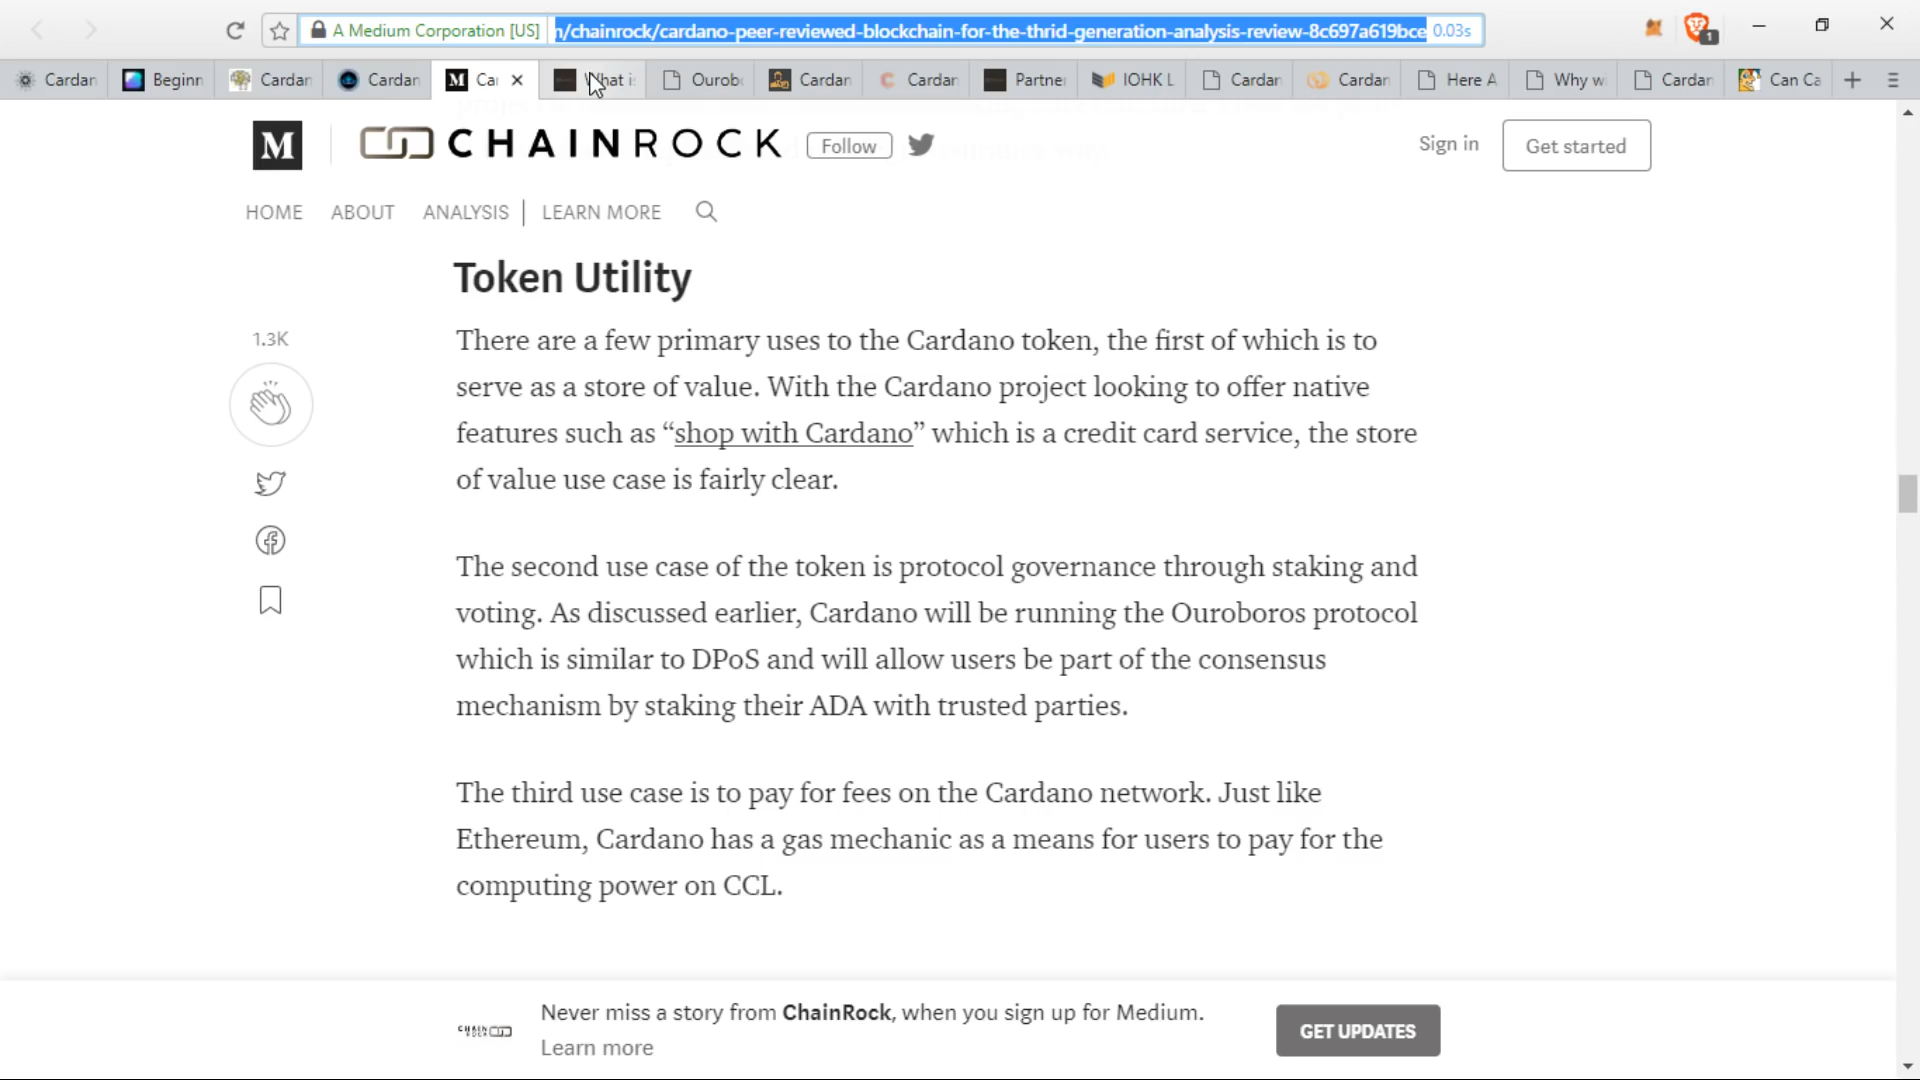 A Medium Corporation [US] n/chainrock/cardano-peer-reviewed-blockchain-for-the-thrid-generation-analysis-review-8c697a619bce 0.03s
1
Cardan Beginn Cardan Cardan Ca What is Ourob Cardan Cardan Partne IOHK L Cardan Cardan Here A Why w Cardan Can Ca
M CHAINROCK Follow Sign in Get started
HOME ABOUT ANALYSIS LEARN MORE
Token Utility
1.3K
There are a few primary uses to the Cardano token, the first of which is to
serve as a store of value. With the Cardano project looking to offer native
features such as “shop with Cardano” which is a credit card service, the store
of value use case is fairly clear.
The second use case of the token is protocol governance through staking and
voting. As discussed earlier, Cardano will be running the Ouroboros protocol
which is similar to DPoS and will allow users be part of the consensus
mechanism by staking their ADA with trusted parties.
The third use case is to pay for fees on the Cardano network. Just like
Ethereum, Cardano has a gas mechanic as a means for users to pay for the
computing power on CCL.
Never miss a story from ChainRock, when you sign up for Medium.
Learn more
CHAIN ROCK
GET UPDATES